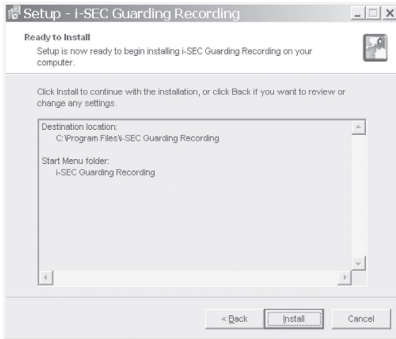 Setup - i-SEC Guarding Recording
Ready to Install
Setup is now ready to begin installing i-SEC Guarding Recording on your
computer.
Click Install to continue with the installation, or click Back if you want to review or
change any settings.
Destination location:
C:\Program Files\i-SEC Guarding Recording
Start Menu folder:
i-SEC Guarding Recording
< Back
Install
Cancel